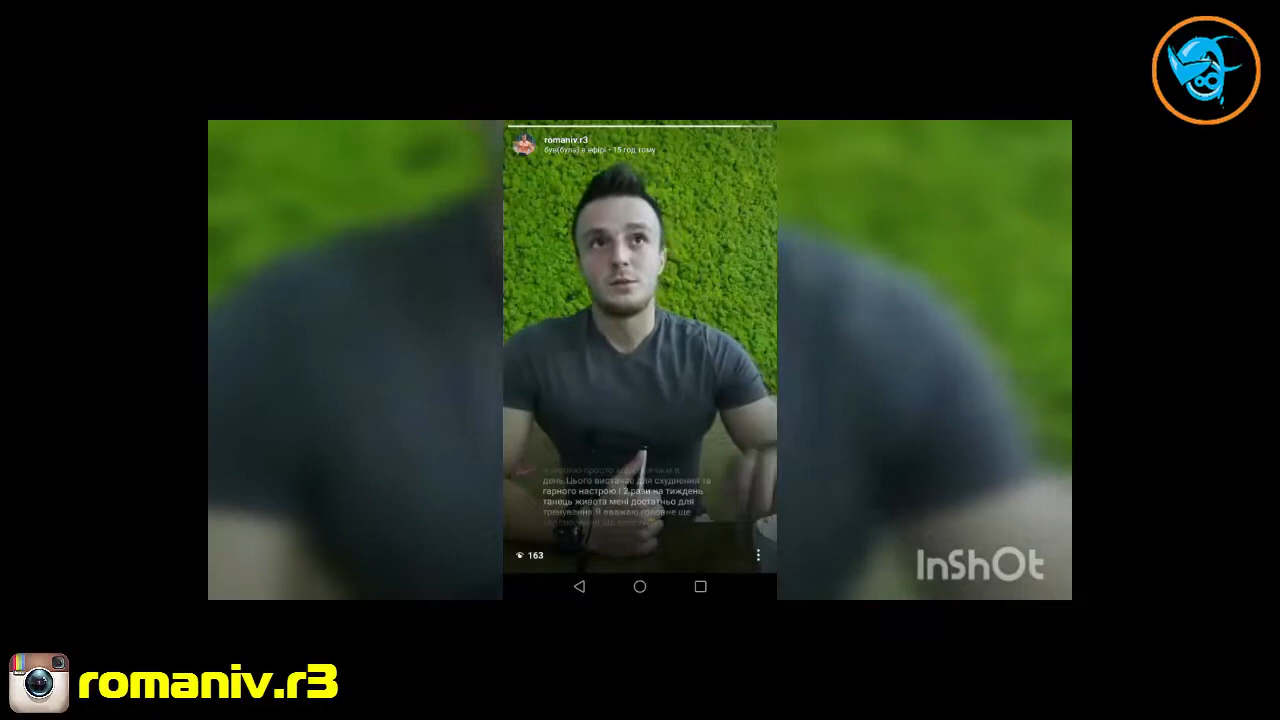 romaniv.r3
був(була) в ефірі • 15 год тому
просто
день.Цього вистачає для схуднення та
гарного настрою і 2 рази на тиждень
танець живота мені достатньо для
тренування.Я вважаю головне ще
163
InShOt
romaniv.r3